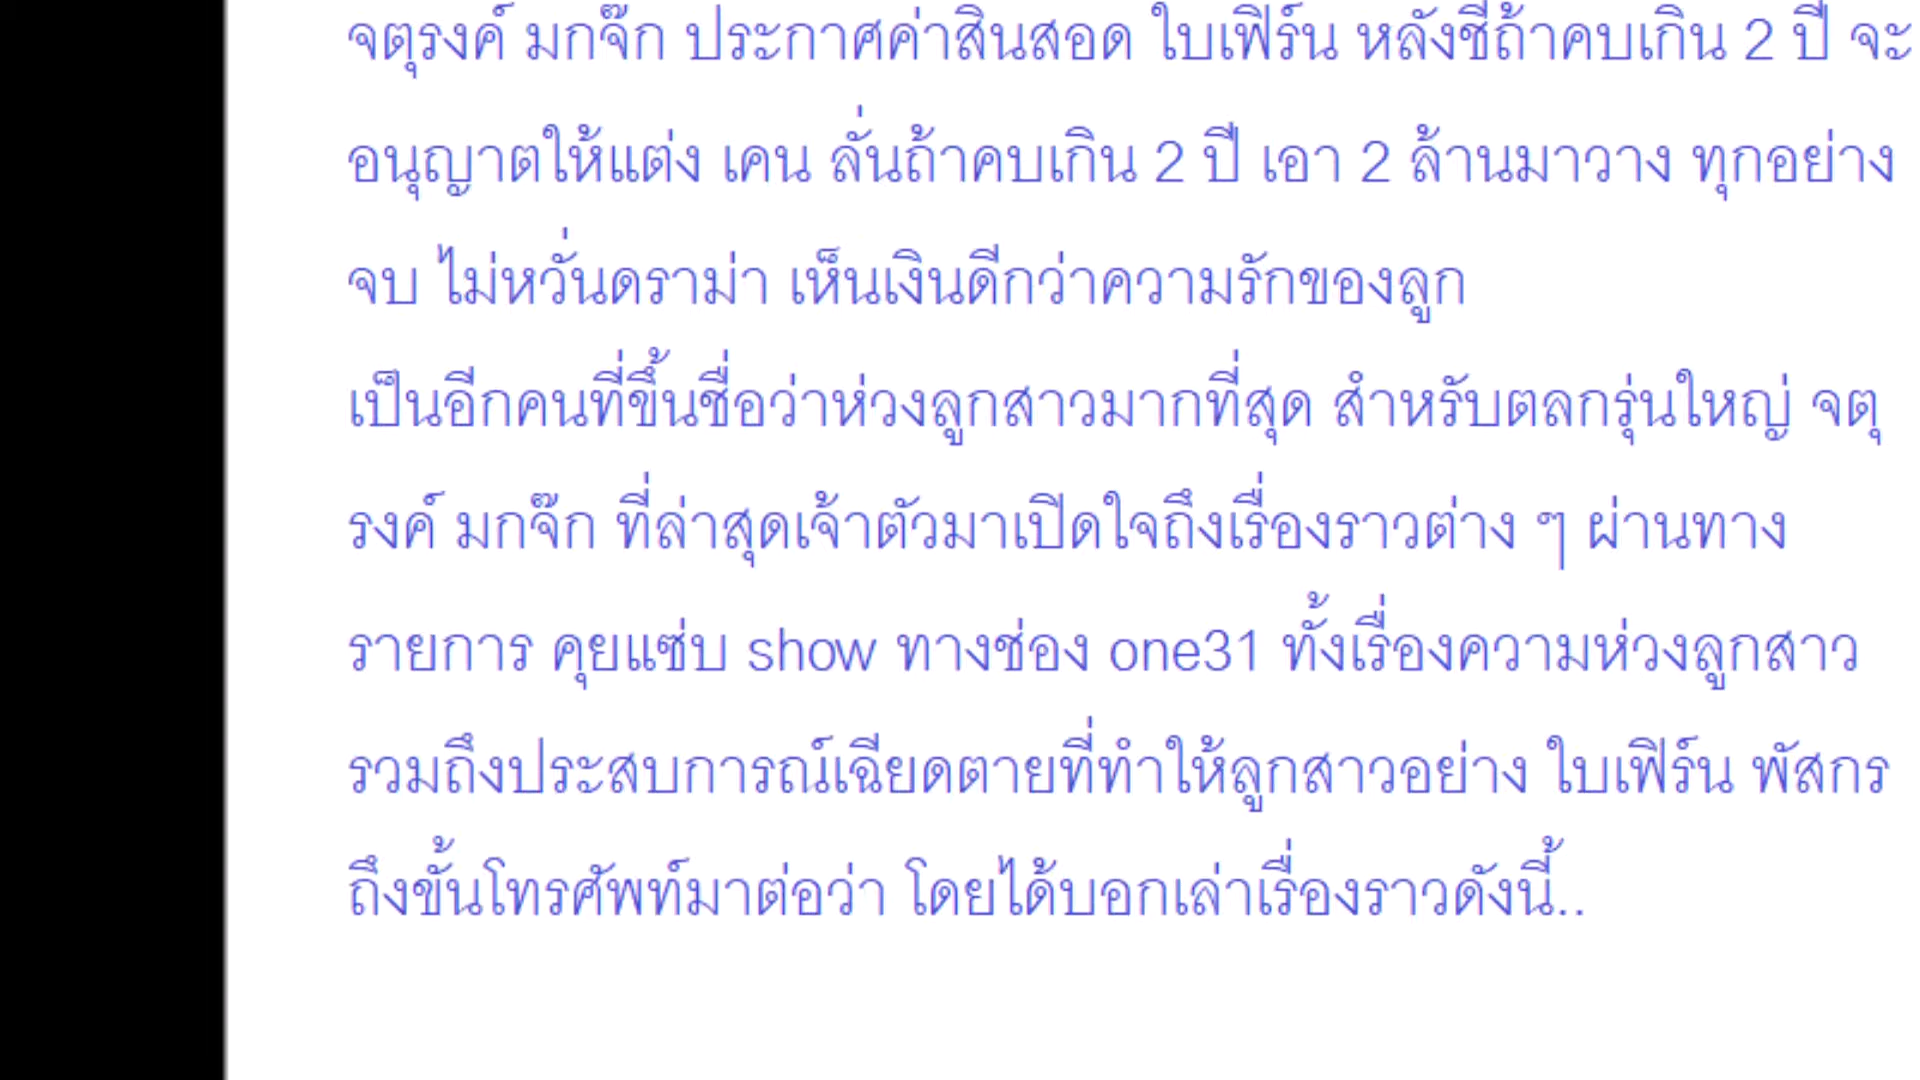 จตุรงค์ มกจ๊ก ประกาศค่าสินสอด ใบเฟิร์น หลังชี้ถ้าคบเกิน 2 ปี จะ
อนุญาตให้แต่ง เคน ลั่นถ้าคบเกิน 2 ปี เอา 2 ล้านมาวาง ทุกอย่าง
จบ ไม่หวั่นดราม่า เห็นเงินดีกว่าความรักของลูก
เป็นอีกคนที่ขึ้นชื่อว่าห่วงลูกสาวมากที่สุด สำหรับตลกรุ่นใหญ่ จตุ
รงค์ มกจ๊ก ที่ล่าสุดเจ้าตัวมาเปิดใจถึงเรื่องราวต่าง ๆ ผ่านทาง
รายการ คุยแซ่บ show ทางช่อง one31 ทั้งเรื่องความห่วงลูกสาว
รวมถึงประสบการณ์เฉียดตายที่ทำให้ลูกสาวอย่าง ใบเฟิร์น พัสกร
ถึงขั้นโทรศัพท์มาต่อว่า โดยได้บอกเล่าเรื่องราวดังนี้..